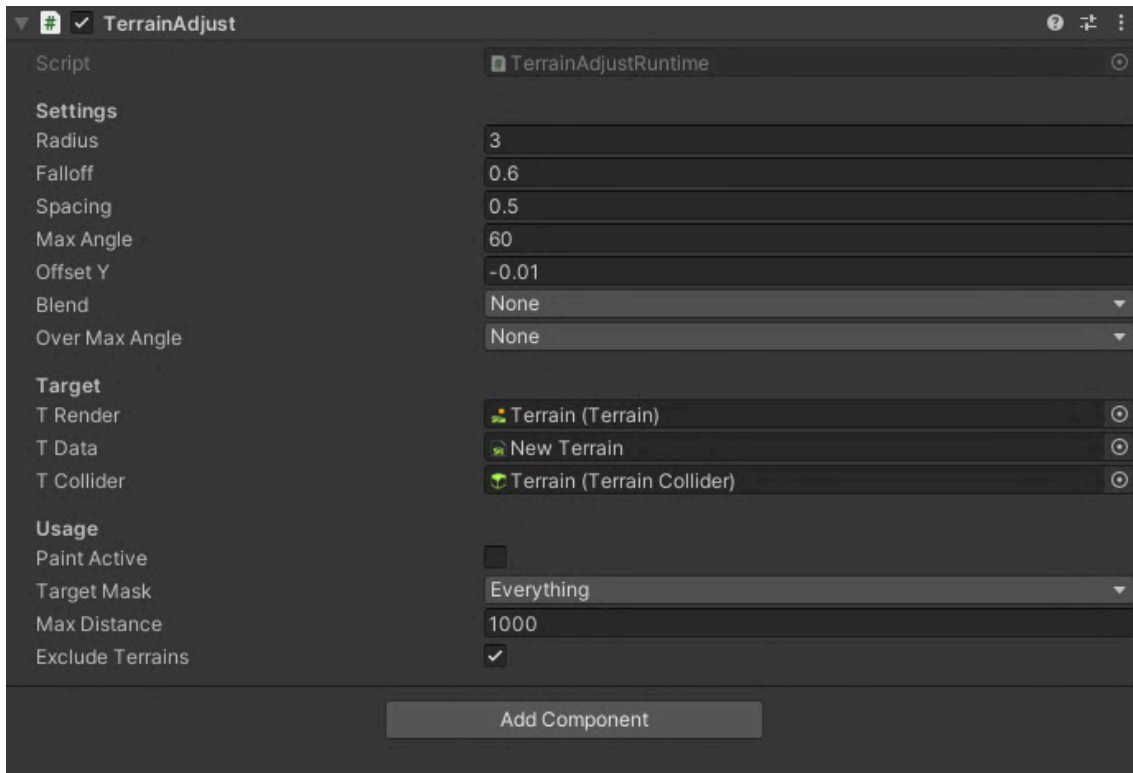 TerrainAdjust
Script TerrainAdjustRuntime
Settings
Radius 3
Falloff 0.6
Spacing 0.5
Max Angle 60
Offset Y -0.01
Blend None
Over Max Angle None
Target
T Render Terrain (Terrain)
T Data New Terrain
T Collider Terrain (Terrain Collider)
Usage
Paint Active
Target Mask Everything
Max Distance 1000
Exclude Terrains
Add Component